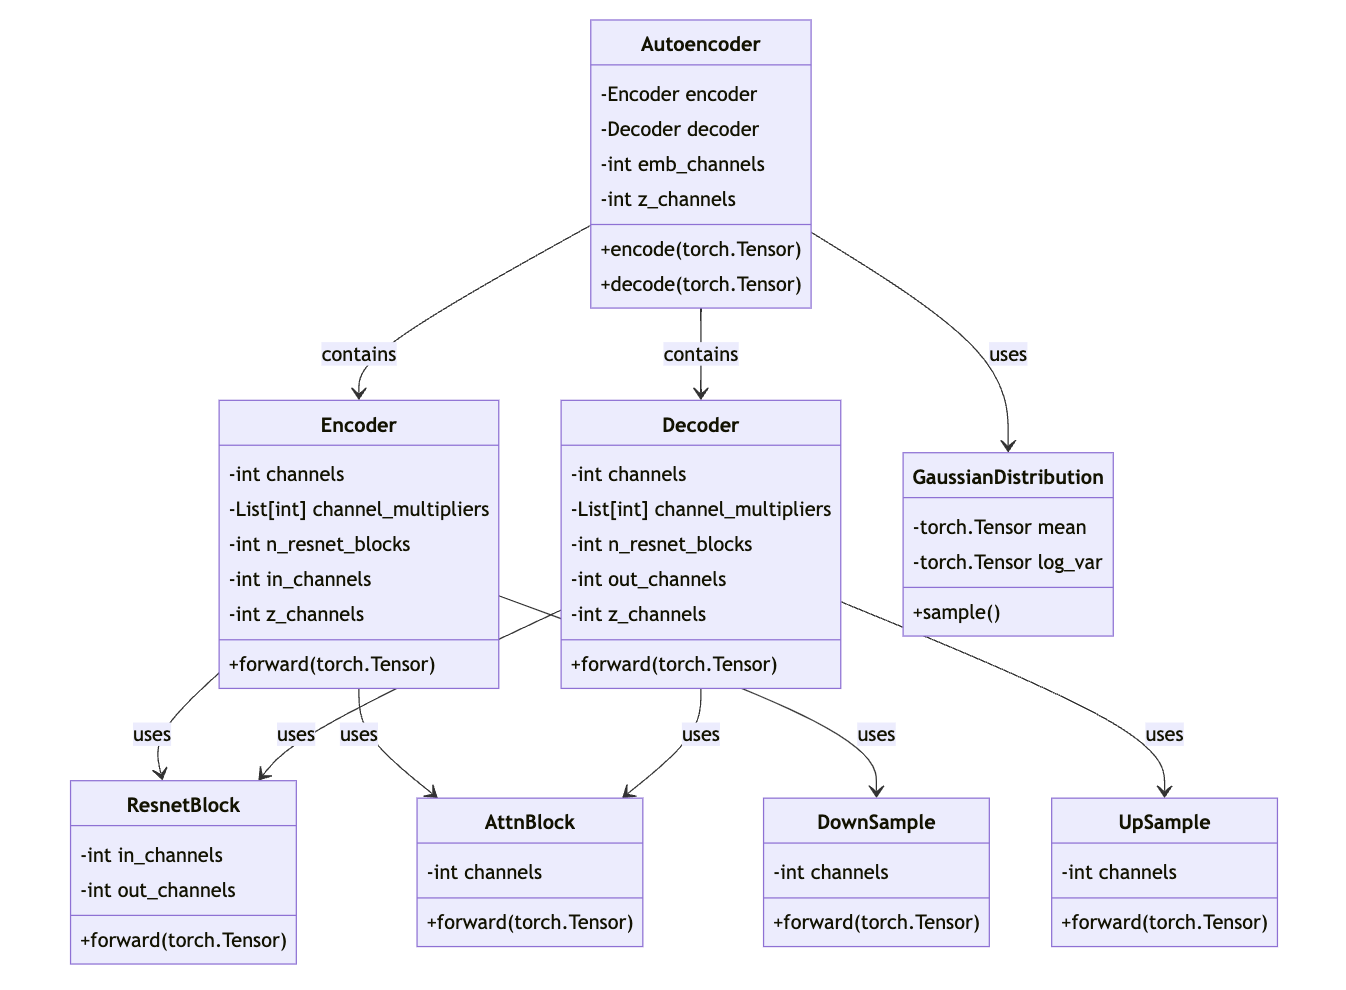 Autoencoder
-Encoder encoder
-Decoder decoder
-int emb_channels
-int z_channels
+encode(torch.Tensor)
+decode(torch.Tensor)
contains
contains
uses
Encoder
-int channels
-List[int] channel_multipliers
-int n_resnet_blocks
-int in_channels
-int z_channels
+forward(torch.Tensor)
Decoder
-int channels
-List[int] channel_multipliers
-int n_resnet_blocks
-int out_channels
-int z_channels
+forward(torch.Tensor)
GaussianDistribution
-torch.Tensor mean
-torch.Tensor log_var
+sample()
uses
uses
uses
uses
uses
uses
ResnetBlock
-int in_channels
-int out_channels
+forward(torch.Tensor)
AttnBlock
-int channels
+forward(torch.Tensor)
DownSample
-int channels
+forward(torch.Tensor)
UpSample
-int channels
+forward(torch.Tensor)